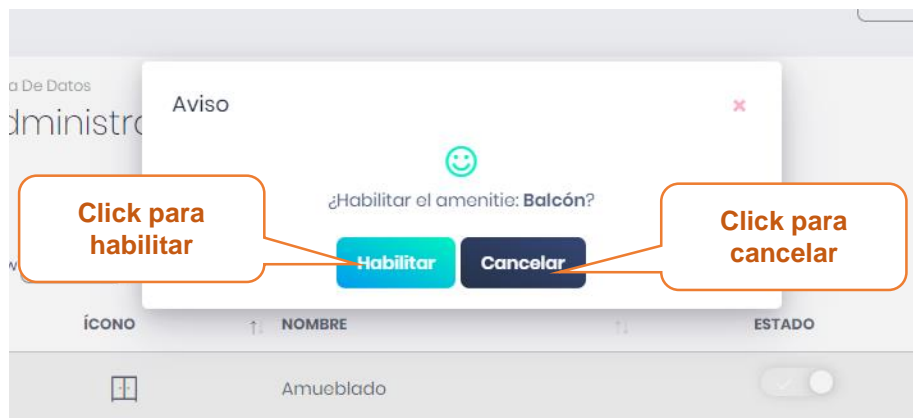 a De Datos
Aviso
dministra
¿Habilitar el amenitie: Balcón?
Click para
habilitar
Click para
cancelar
Habilitar
Cancelar
w
ÍCONO
NOMBRE
ESTADO
Amueblado